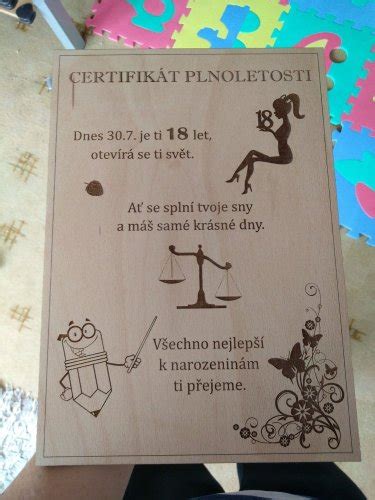 CERTIFIKÁT PLNOLETOSTI
Dnes 30.7. je ti 18 let,
otevírá se ti svět.
18
Ať se splní tvoje sny
a máš samé krásné dny.
Všechno nejlepší
k narozeninám
ti přejeme.